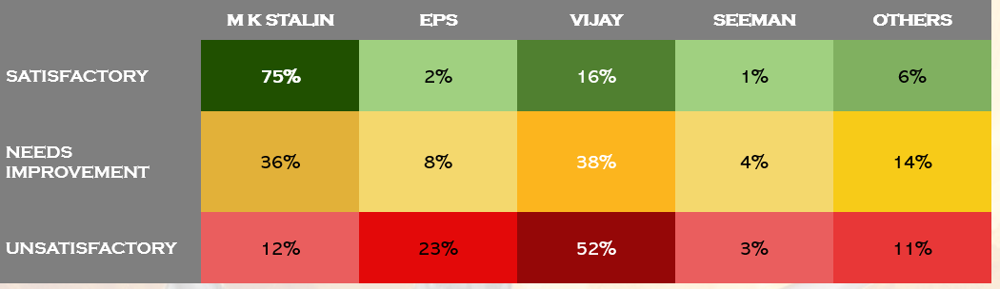 M K STALIN EPS VIJAY SEEMAN OTHERS
SATISFACTORY 75% 2% 16% 1% 6%
NEEDS
IMPROVEMENT 36% 8% 38% 4% 14%
UNSATISFACTORY 12% 23% 52% 3% 11%